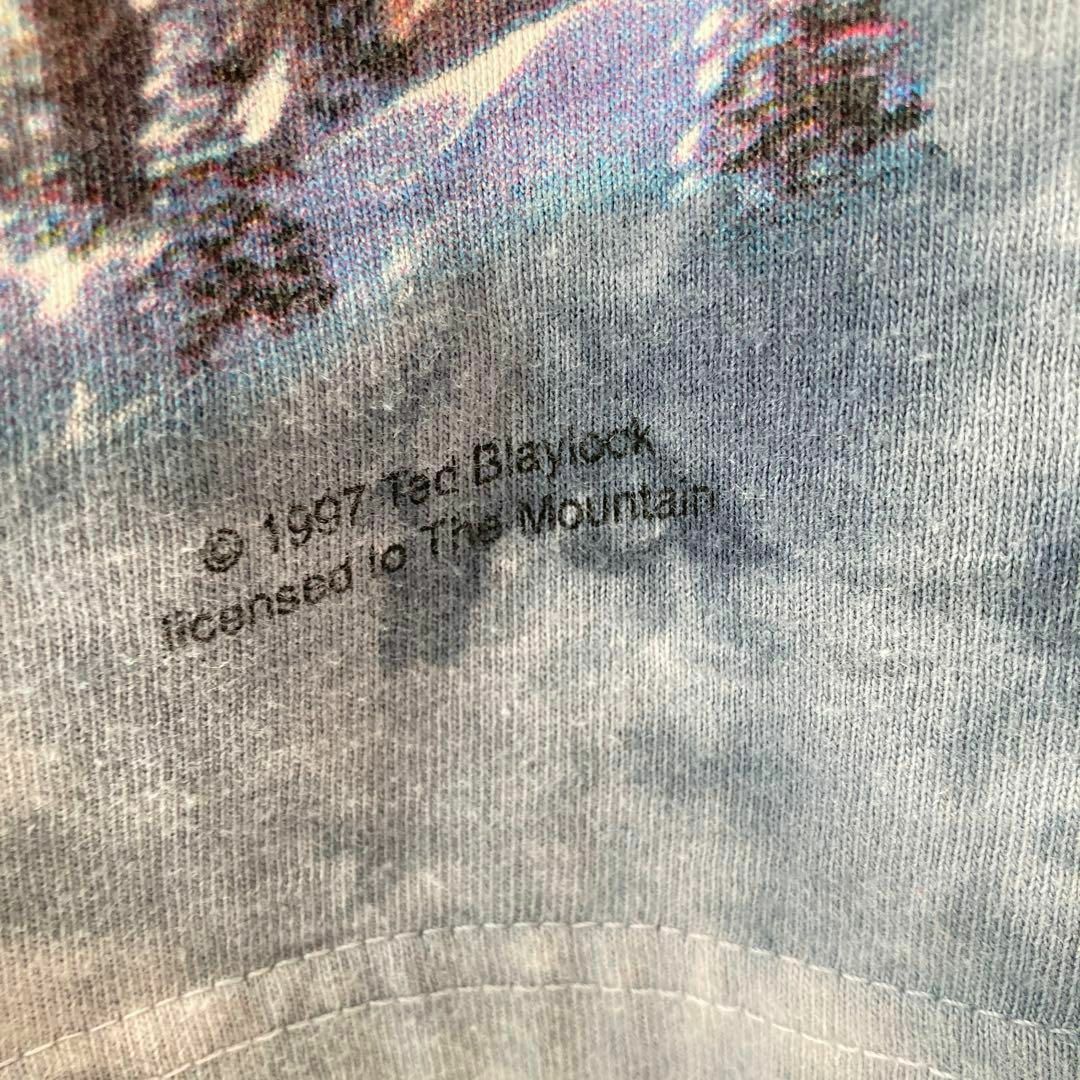 © 1997 Ted Blaylock
licensed to The Mountain